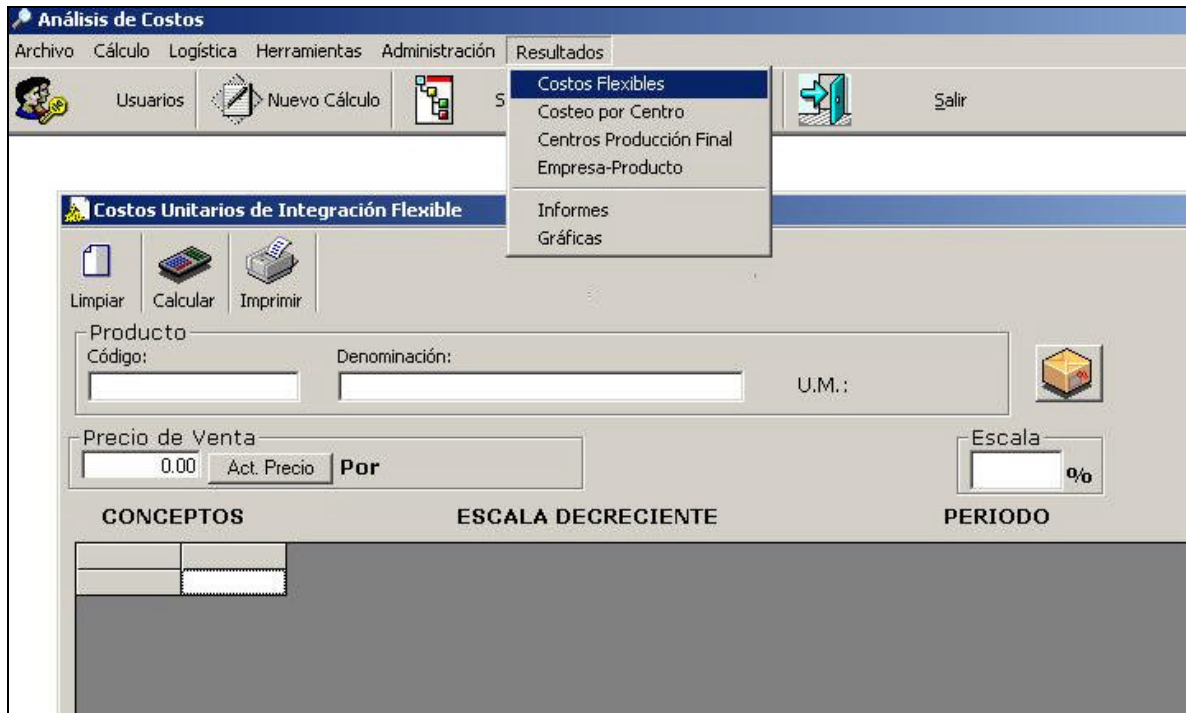 Análisis de Costos
Archivo Cálculo Logística Herramientas Administración Resultados
Usuarios Nuevo Cálculo S Salir
Costos Flexibles
Costeo por Centro
Centros Producción Final
Empresa-Producto
Informes
Gráficas
Costos Unitarios de Integración Flexible
Limpiar Calcular Imprimir
Producto
Código: Denominación:
U.M.:
Precio de Venta Escala
0.00 Act. Precio Por %
CONCEPTOS ESCALA DECRECIENTE PERIODO